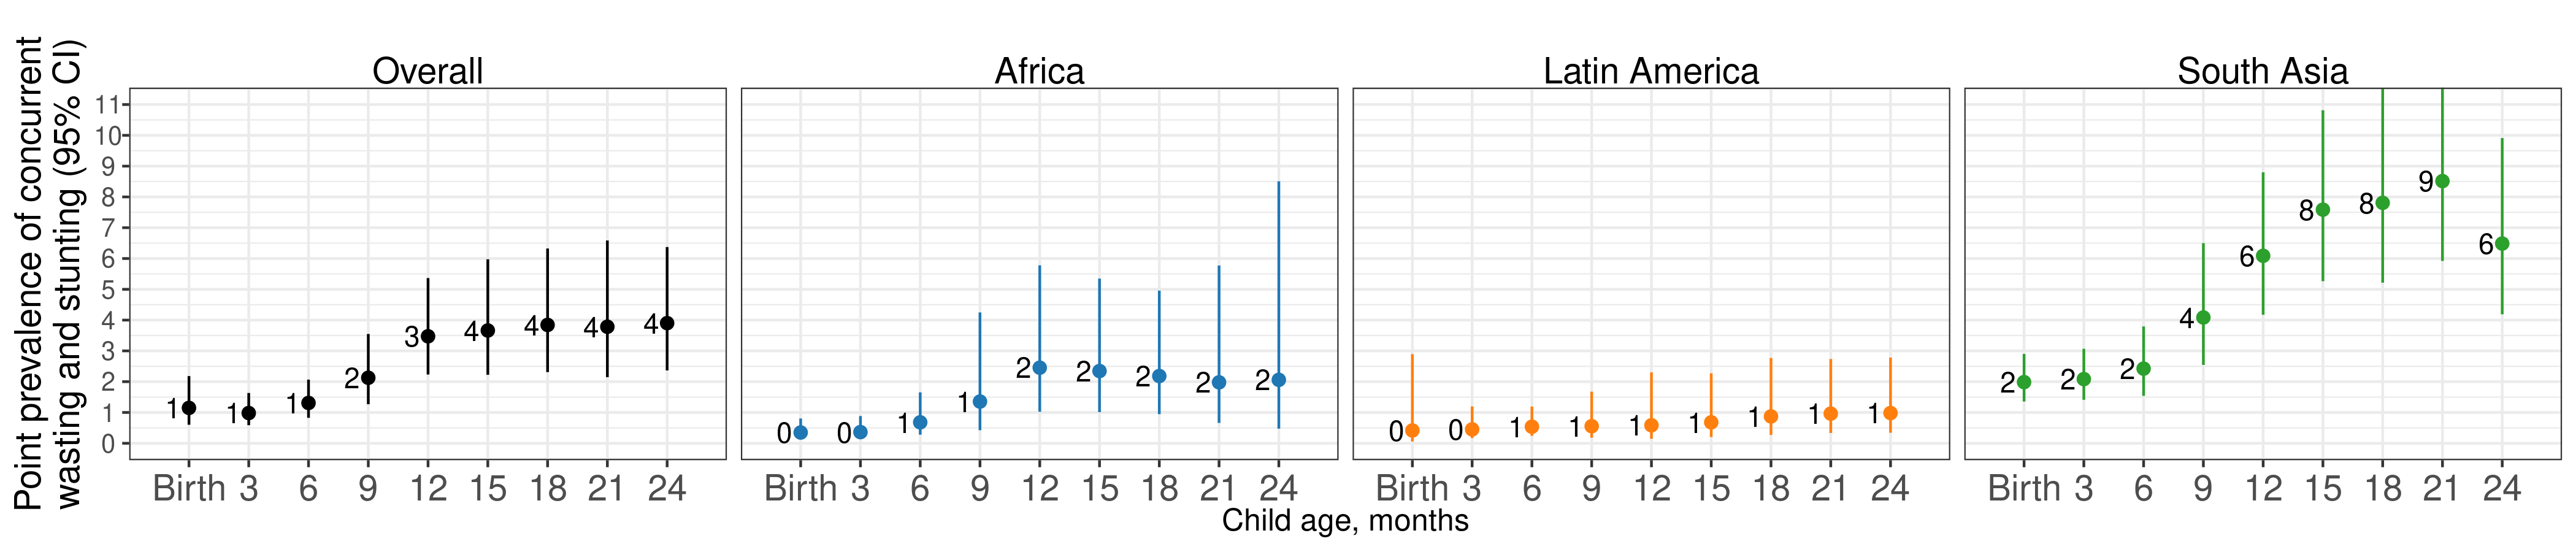 Point prevalence of concurrent
wasting and stunting (95% CI)
Overall
Africa
Latin America
South Asia
11
10
9
8
7
6
5
4
3
2
1
0
1 1 1 2 3 4 4 4 4
0 0 1 1 2 2 2 2 2
0 0 1 1 1 1 1 1 1
2 2 2 4 6 8 8 9 6
Birth 3 6 9 12 15 18 21 24
Birth 3 6 9 12 15 18 21 24
Birth 3 6 9 12 15 18 21 24
Birth 3 6 9 12 15 18 21 24
Child age, months